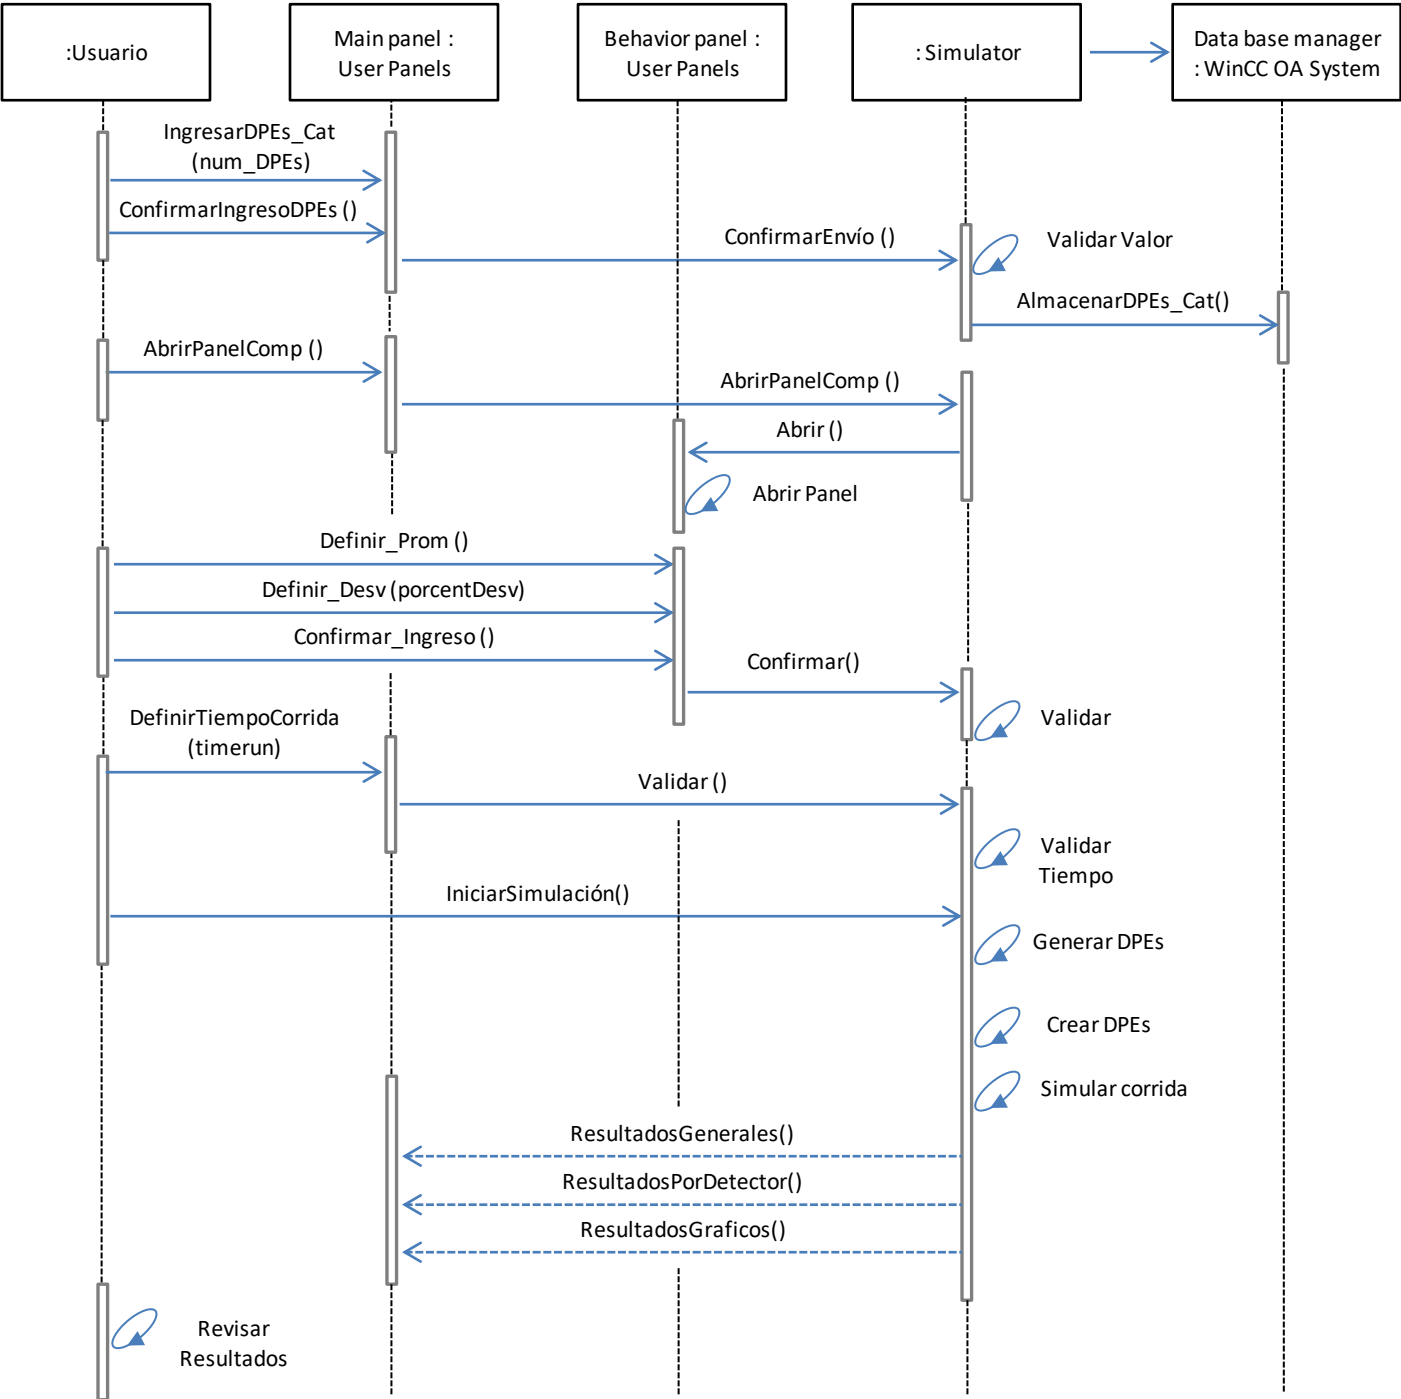 :Usuario
Main panel :
User Panels
Behavior panel :
User Panels
: Simulator
Data base manager
: WinCC OA System
IngresarDPEs_Cat
(num_DPEs)
ConfirmarIngresoDPEs ()
ConfirmarEnvío ()
Validar Valor
AlmacenarDPEs_Cat()
AbrirPanelComp ()
AbrirPanelComp ()
Abrir ()
Abrir Panel
Definir_Prom ()
Definir_Desv (porcentDesv)
Confirmar_Ingreso ()
Confirmar()
Validar
DefinirTiempoCorrida
(timerun)
Validar ()
Validar
Tiempo
IniciarSimulación()
Generar DPEs
Crear DPEs
Simular corrida
ResultadosGenerales()
ResultadosPorDetector()
ResultadosGraficos()
Revisar
Resultados